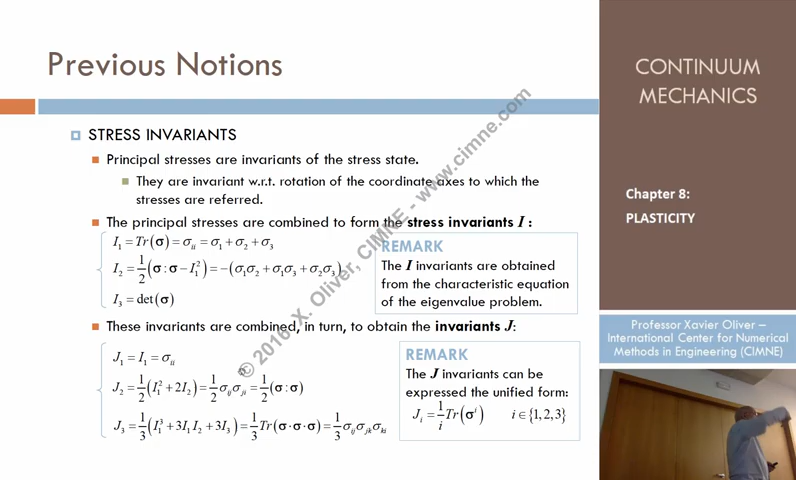 Previous Notions
STRESS INVARIANTS
Principal stresses are invariants of the stress state.
They are invariant w.r.t. rotation of the coordinate axes to which the
stresses are referred.
The principal stresses are combined to form the stress invariants I :
I₁ = Tr(σ) = σᵢᵢ = σ₁ + σ₂ + σ₃
I₂ = 1/2 (σ : σ − I₁²) = −(σ₁σ₂ + σ₁σ₃ + σ₂σ₃)
I₃ = det(σ)
REMARK
The I invariants are obtained
from the characteristic equation
of the eigenvalue problem.
These invariants are combined, in turn, to obtain the invariants J:
J₁ = I₁ = σᵢᵢ
J₂ = 1/2 (I₁² + 2I₂) = 1/2 σᵢⱼσⱼᵢ = 1/2 (σ : σ)
J₃ = 1/3 (I₁³ + 3I₁I₂ + 3I₃) = 1/3 Tr(σ · σ · σ) = 1/3 σᵢⱼσⱼₖσₖᵢ
REMARK
The J invariants can be
expressed the unified form:
Jᵢ = 1/i Tr(σⁱ) i ∈ {1,2,3}
© 2016 X. Oliver, CIMNE - www.cimne.com
CONTINUUM
MECHANICS
Chapter 8:
PLASTICITY
Professor Xavier Oliver –
International Center for Numerical
Methods in Engineering (CIMNE)